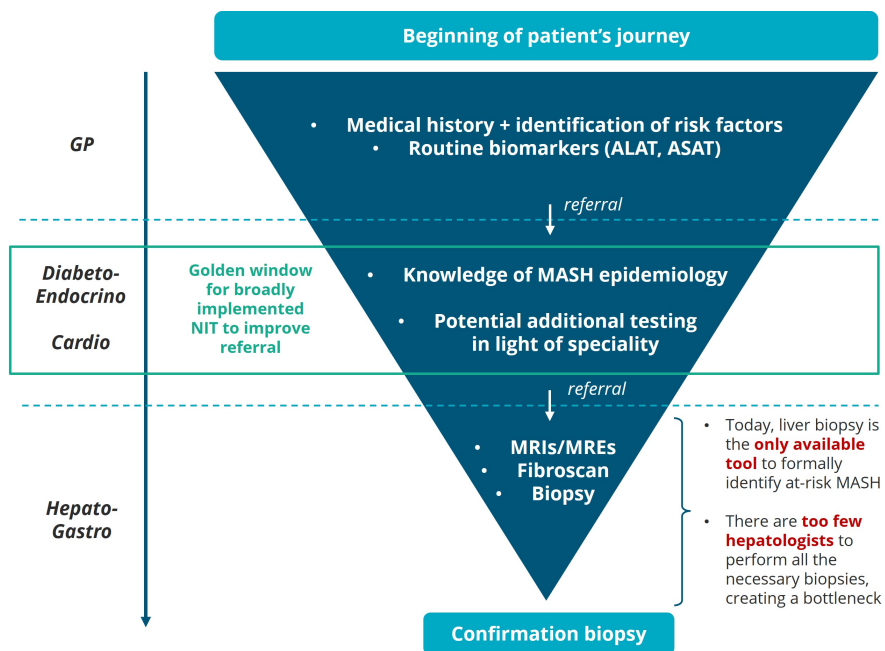 Beginning of patient's journey
GP
• Medical history + identification of risk factors
• Routine biomarkers (ALAT, ASAT)
referral
Diabeto-
Endocrino
Cardio
Golden window
for broadly
implemented
NIT to improve
referral
• Knowledge of MASH epidemiology
• Potential additional testing
in light of speciality
referral
Hepato-
Gastro
• MRIs/MREs
• Fibroscan
• Biopsy
• Today, liver biopsy is
the only available
tool to formally
identify at-risk MASH
• There are too few
hepatologists to
perform all the
necessary biopsies,
creating a bottleneck
Confirmation biopsy